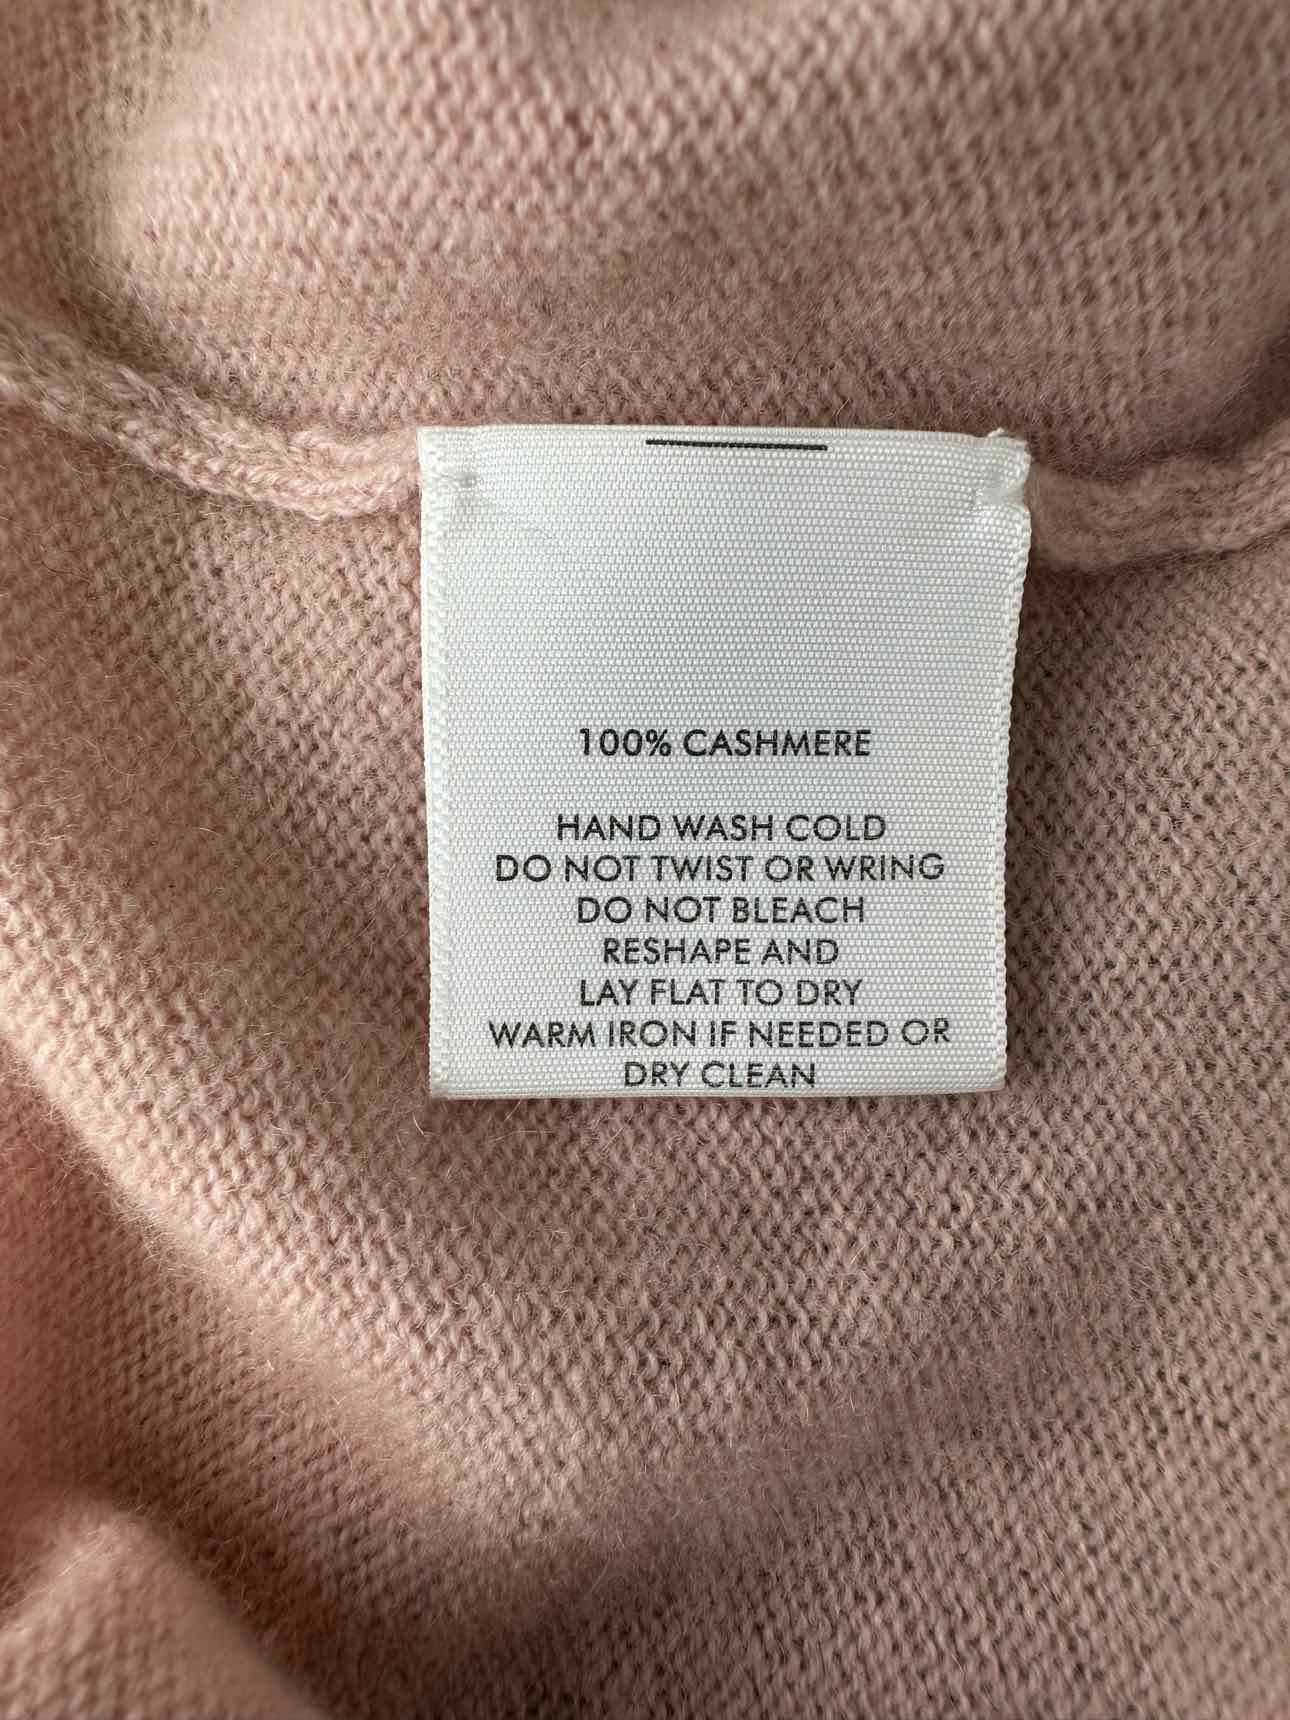 100% CASHMERE
HAND WASH COLD
DO NOT TWIST OR WRING
DO NOT BLEACH
RESHAPE AND
LAY FLAT TO DRY
WARM IRON IF NEEDED OR
DRY CLEAN